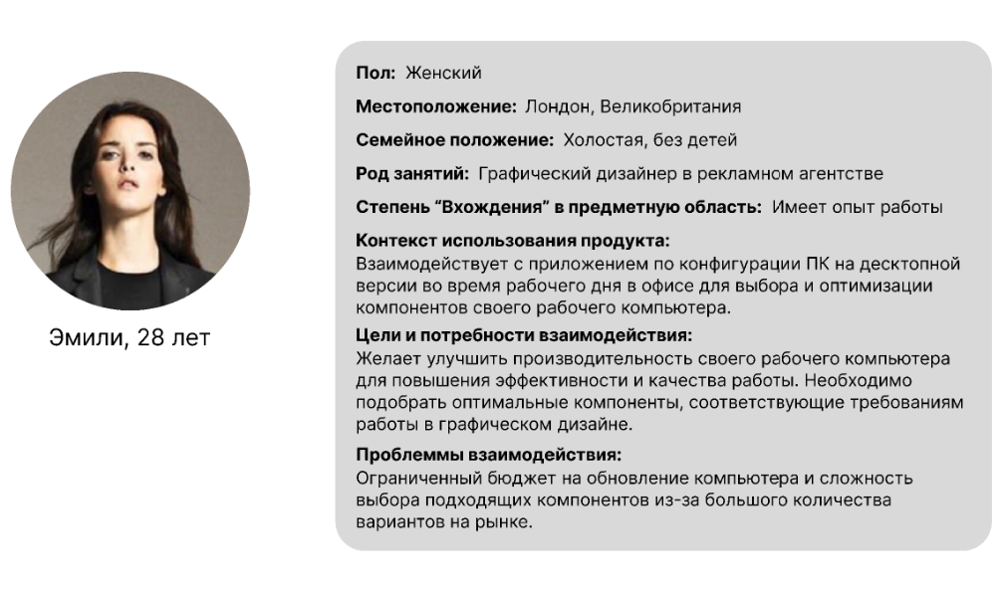 Эмили, 28 лет
Пол: Женский
Местоположение: Лондон, Великобритания
Семейное положение: Холостая, без детей
Род занятий: Графический дизайнер в рекламном агентстве
Степень “Вхождения” в предметную область: Имеет опыт работы
Контекст использования продукта:
Взаимодействует с приложением по конфигурации ПК на десктопной
версии во время рабочего дня в офисе для выбора и оптимизации
компонентов своего рабочего компьютера.
Цели и потребности взаимодействия:
Желает улучшить производительность своего рабочего компьютера
для повышения эффективности и качества работы. Необходимо
подобрать оптимальные компоненты, соответствующие требованиям
работы в графическом дизайне.
Проблеммы взаимодействия:
Ограниченный бюджет на обновление компьютера и сложность
выбора подходящих компонентов из-за большого количества
вариантов на рынке.